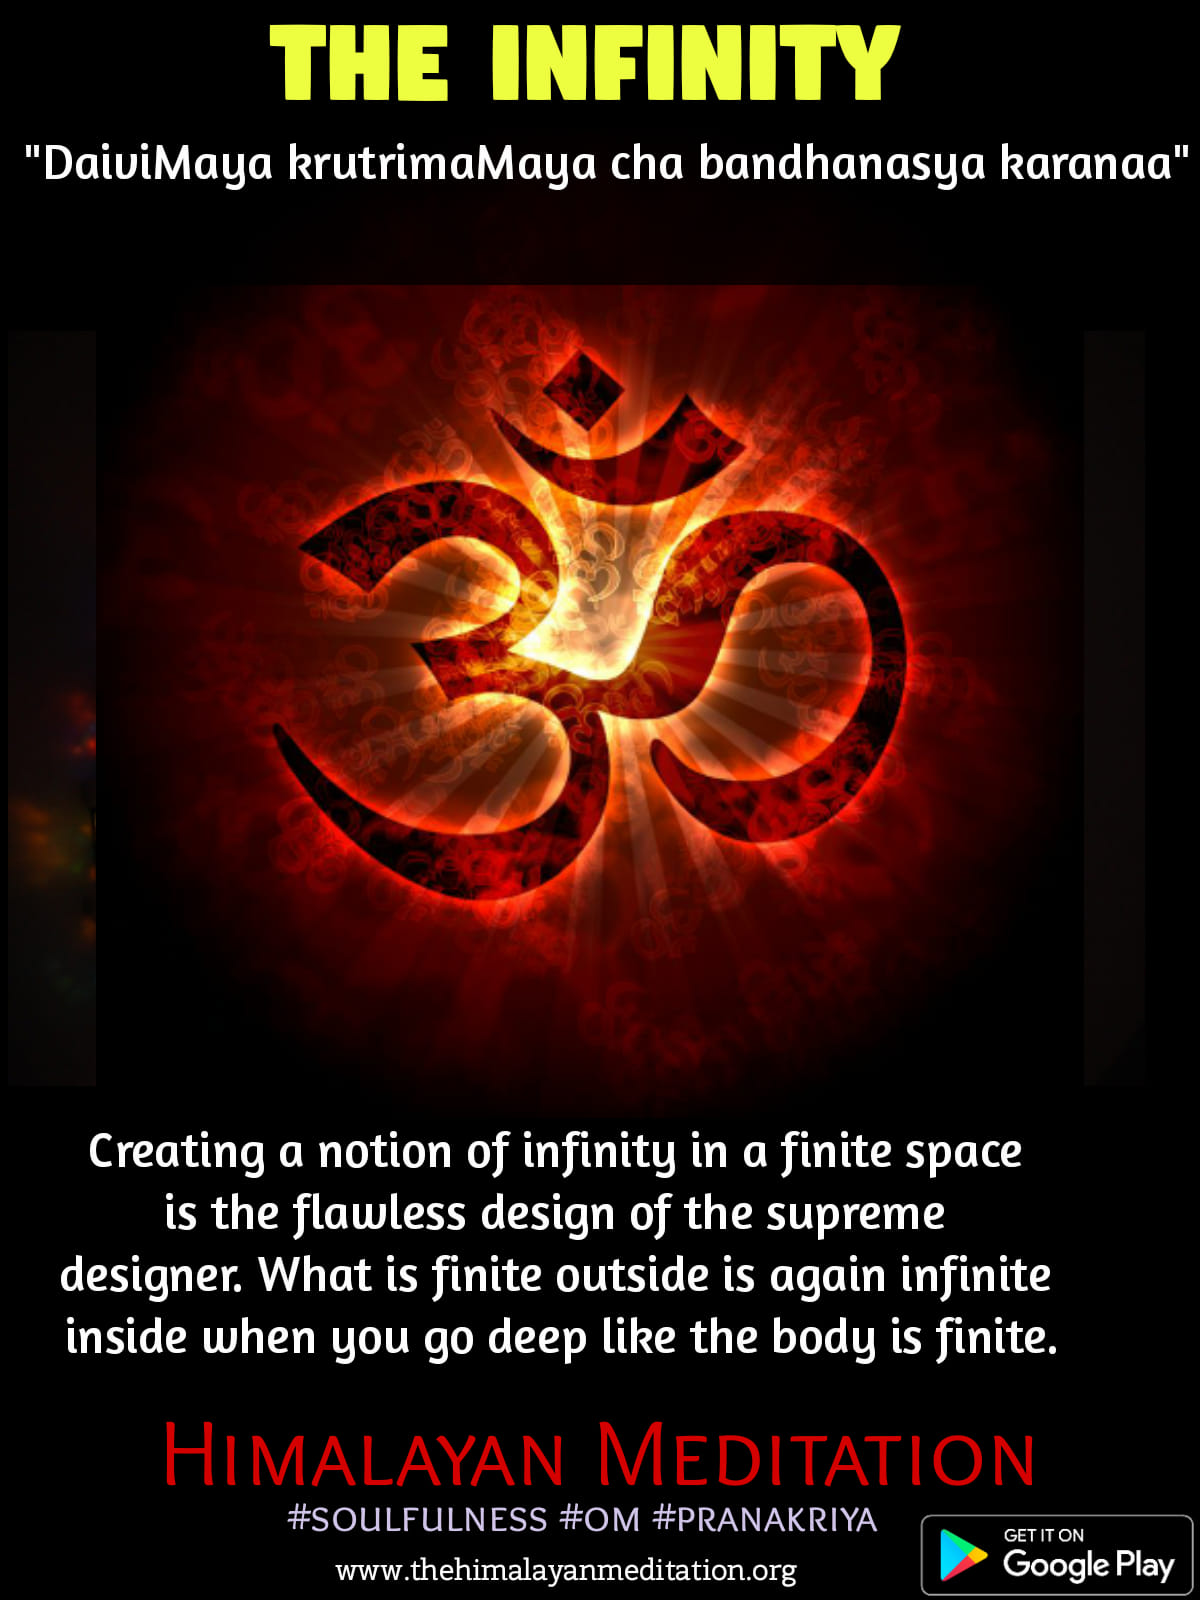 THE INFINITY
"DaiviMaya krutrimaMaya cha bandhanasya karanaa"
ॐ
Creating a notion of infinity in a finite space
is the flawless design of the supreme
designer. What is finite outside is again infinite
inside when you go deep like the body is finite.
Himalayan Meditation
#SOULFULNESS #OM #PRANAKRIYA
www.thehimalayanmeditation.org
GET IT ON
Google Play